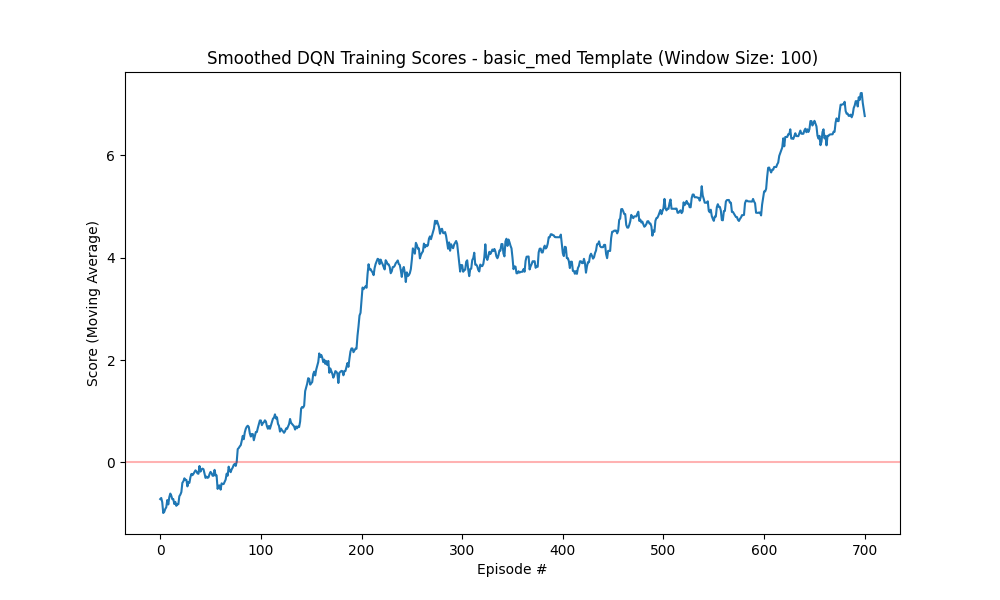 Smoothed DQN Training Scores - basic_med Template (Window Size: 100)
Score (Moving Average)
6
4
2
0
0 100 200 300 400 500 600 700
Episode #